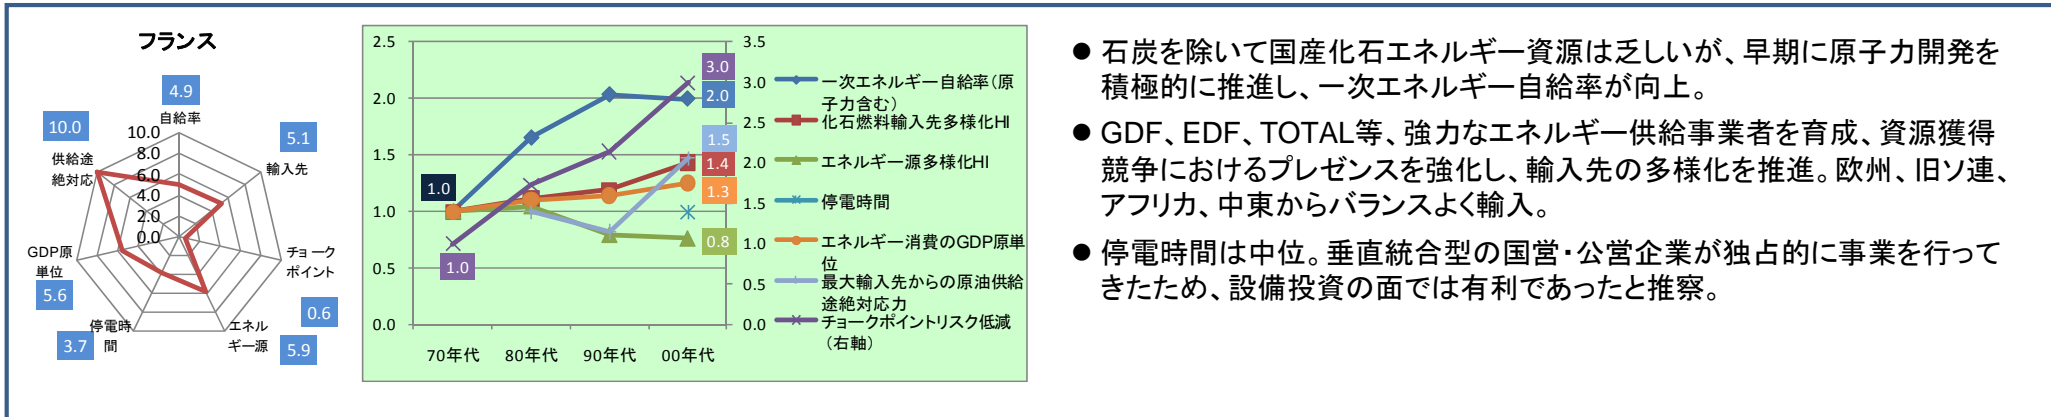 フランス
4.9
自給率
10.0
5.1
輸入先
0.6
チョーク
ポイント
5.9
エネル
ギー源
3.7
停電時
間
5.6
GDP原
単位
10.0
供給途
絶対応
8.0
6.0
4.0
2.0
0.0
2.5
2.0
1.5
1.0
0.5
0.0
3.5
3.0
2.5
2.0
1.5
1.0
0.5
0.0
70年代 80年代 90年代 00年代
1.0
1.0
3.0
2.0
1.5
1.4
1.3
0.8
一次エネルギー自給率(原
子力含む)
化石燃料輸入先多様化HI
エネルギー源多様化HI
停電時間
エネルギー消費のGDP原単
位
最大輸入先からの原油供給
途絶対応力
チョークポイントリスク低減
(右軸)
● 石炭を除いて国産化石エネルギー資源は乏しいが、早期に原子力開発を
積極的に推進し、一次エネルギー自給率が向上。
● GDF、EDF、TOTAL等、強力なエネルギー供給事業者を育成、資源獲得
競争におけるプレゼンスを強化し、輸入先の多様化を推進。欧州、旧ソ連、
アフリカ、中東からバランスよく輸入。
● 停電時間は中位。垂直統合型の国営・公営企業が独占的に事業を行って
きたため、設備投資の面では有利であったと推察。